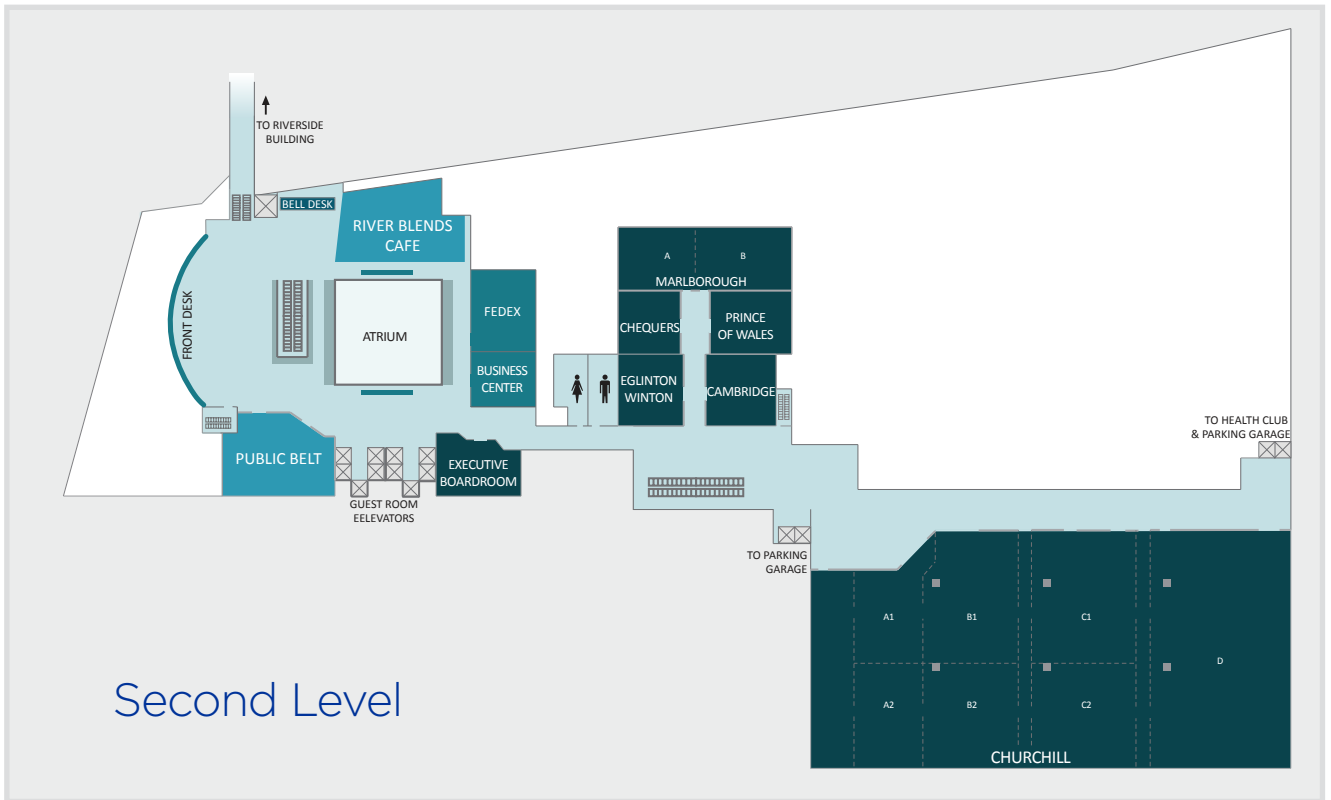 TO RIVERSIDE
BUILDING
BELL DESK
RIVER BLENDS
CAFE
FRONT DESK
ATRIUM
FEDEX
BUSINESS
CENTER
A
B
MARLBOROUGH
CHEQUERS
PRINCE
OF WALES
EGLINTON
WINTON
CAMBRIDGE
PUBLIC BELT
GUEST ROOM
EELEVATORS
EXECUTIVE
BOARDROOM
TO HEALTH CLUB
& PARKING GARAGE
TO PARKING
GARAGE
A1
B1
C1
D
A2
B2
C2
CHURCHILL
Second Level